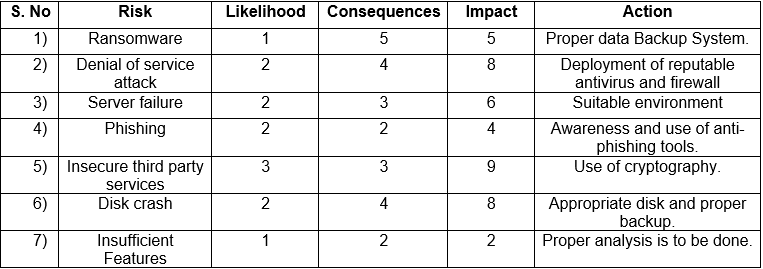 S. No Risk Likelihood Consequences Impact Action
1) Ransomware 1 5 5 Proper data Backup System.
2) Denial of service 2 4 8 Deployment of reputable
attack antivirus and firewall
3) Server failure 2 3 6 Suitable environment
4) Phishing 2 2 4 Awareness and use of anti-
phishing tools.
5) Insecure third party 3 3 9 Use of cryptography.
services
6) Disk crash 2 4 8 Appropriate disk and proper
backup.
7) Insufficient 1 2 2 Proper analysis is to be done.
Features